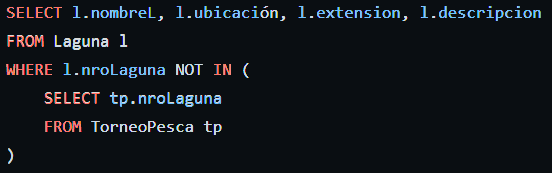 SELECT l.nombreL, l.ubicación, l.extension, l.descripcion
FROM Laguna l
WHERE l.nroLaguna NOT IN (
    SELECT tp.nroLaguna
    FROM TorneoPesca tp
)